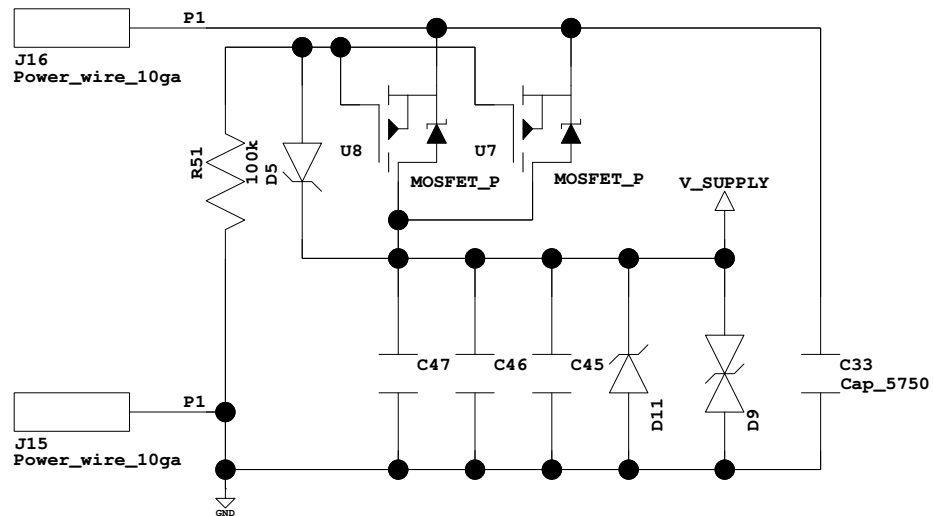 P1
J16
Power_wire_10ga
R51
100k
D5
U8
U7
MOSFET_P
MOSFET_P
V_SUPPLY
C47
C46
C45
D11
D9
C33
Cap_5750
P1
J15
Power_wire_10ga
GND